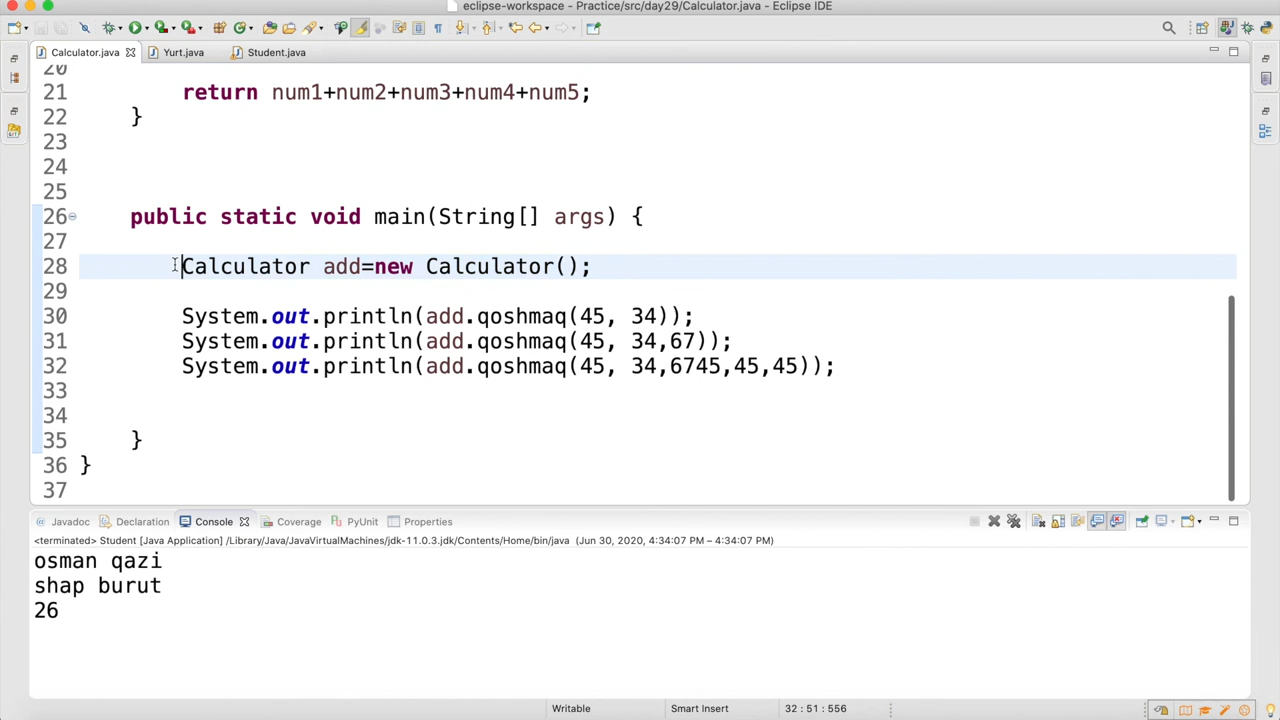 eclipse-workspace - Practice/src/day29/Calculator.java - Eclipse IDE
Calculator.java Yurt.java Student.java
20
21 return num1+num2+num3+num4+num5;
22 }
23
24
25
26 public static void main(String[] args) {
27
28 Calculator add=new Calculator();
29
30 System.out.println(add.qoshmaq(45, 34));
31 System.out.println(add.qoshmaq(45, 34,67));
32 System.out.println(add.qoshmaq(45, 34,6745,45,45));
33
34
35 }
36 }
37
@ Javadoc Declaration Console Coverage PyUnit Properties
<terminated> Student [Java Application] /Library/Java/JavaVirtualMachines/jdk-11.0.3.jdk/Contents/Home/bin/java (Jun 30, 2020, 4:34:07 PM – 4:34:07 PM)
osman qazi
shap burut
26
Writable Smart Insert 32 : 51 : 556